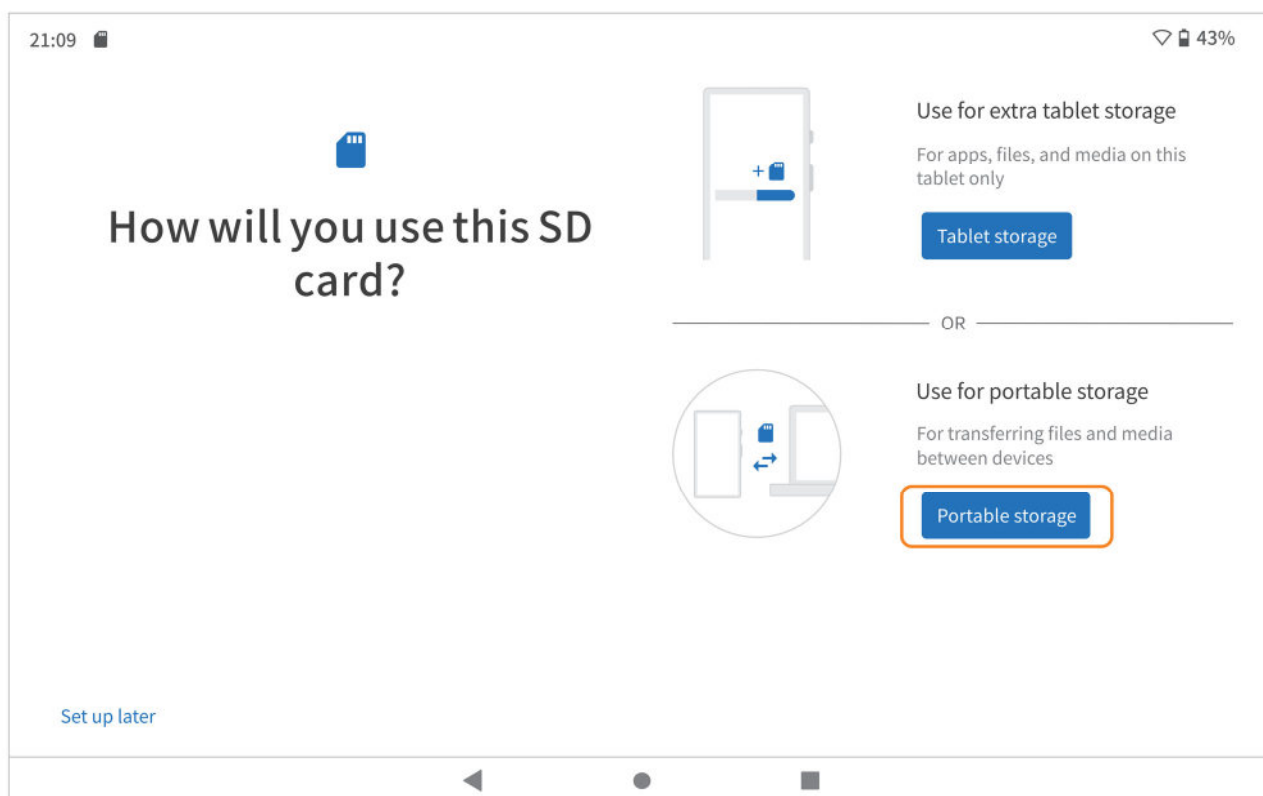 21:09
43%
How will you use this SD
card?
Use for extra tablet storage
For apps, files, and media on this
tablet only
Tablet storage
OR
Use for portable storage
For transferring files and media
between devices
Portable storage
Set up later